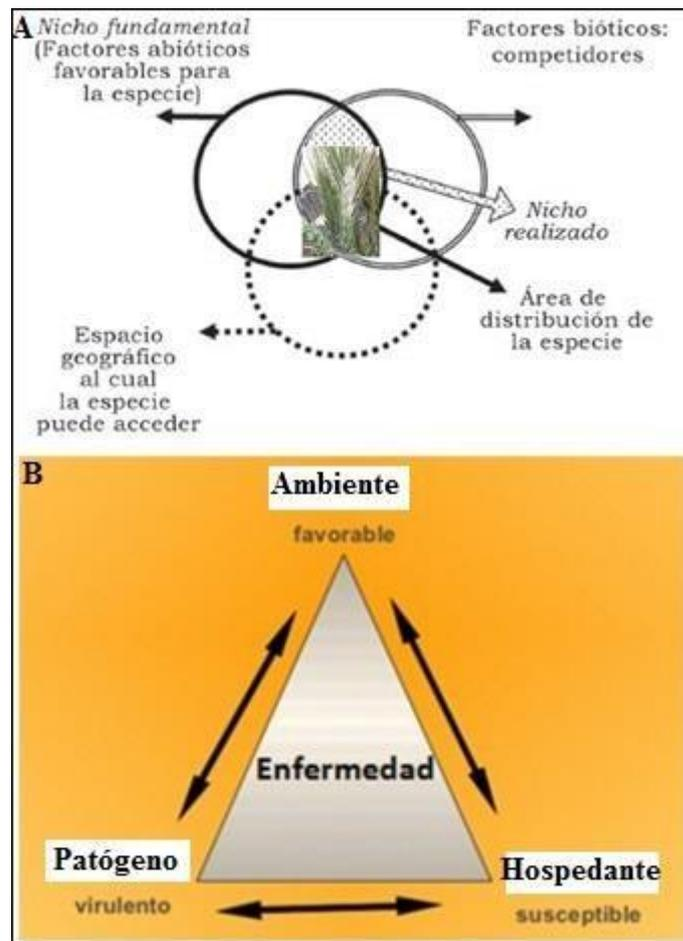 A
Nicho fundamental
(Factores abióticos
favorables para
la especie)
Factores bióticos:
competidores
Nicho
realizado
Área de
distribución de
la especie
Espacio
geográfico
al cual
la especie
puede acceder
B
Ambiente
favorable
Enfermedad
Patógeno
virulento
Hospedante
susceptible